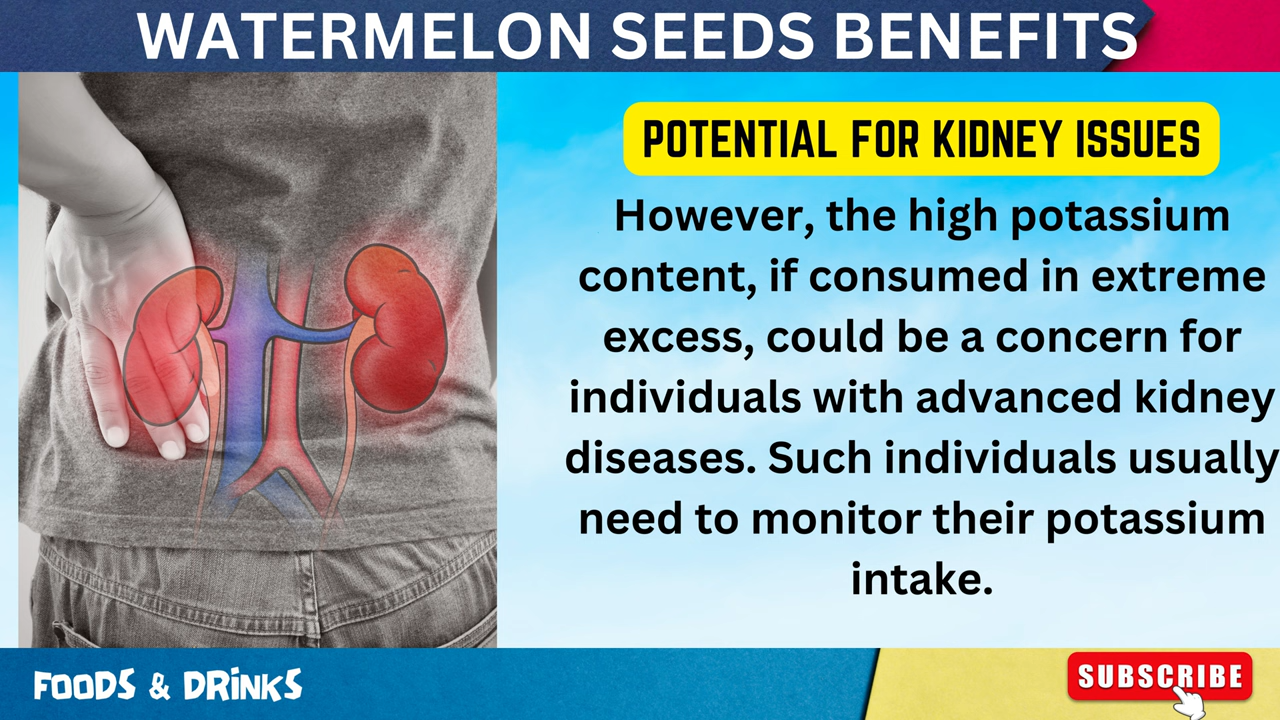 WATERMELON SEEDS BENEFITS
POTENTIAL FOR KIDNEY ISSUES
However, the high potassium
content, if consumed in extreme
excess, could be a concern for
individuals with advanced kidney
diseases. Such individuals usually
need to monitor their potassium
intake.
FOODS & DRiNKS
SUBSCRIBE